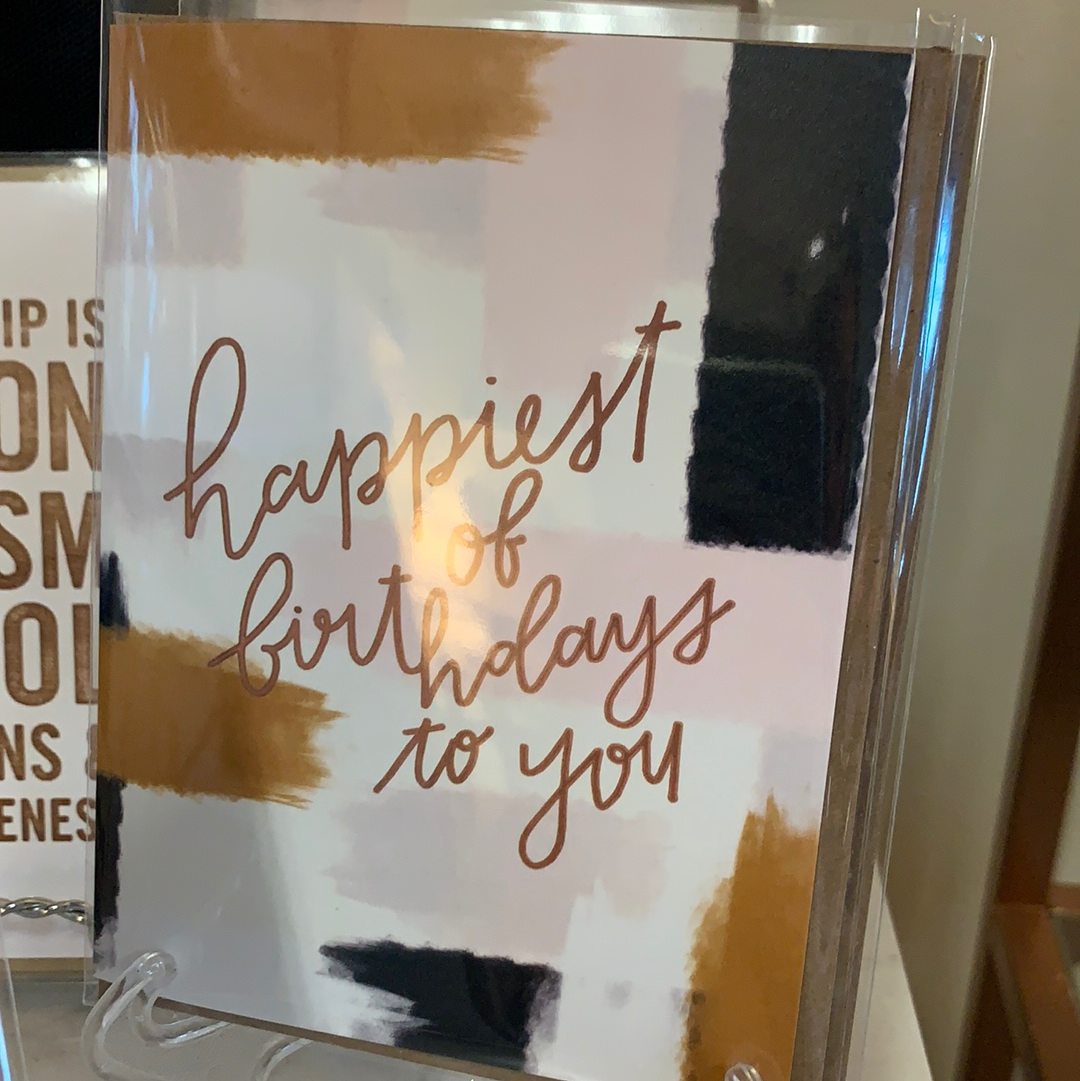 happiest
of
birthdays
to you
IP IS
ON
SM
OL
NS &
ENES